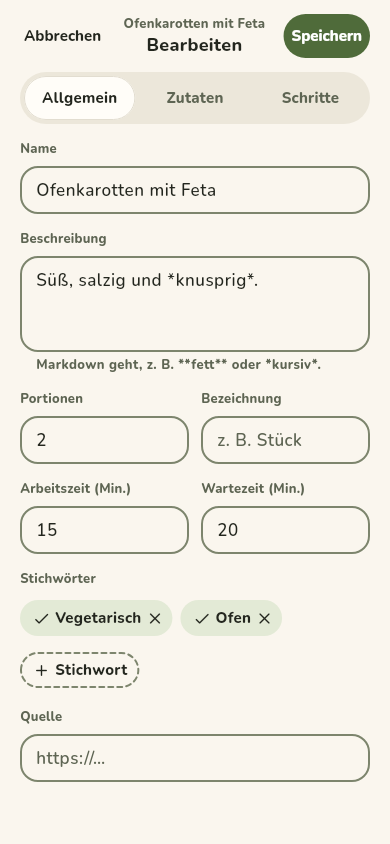 Abbrechen
Ofenkarotten mit Feta
Bearbeiten
Speichern
Allgemein
Zutaten
Schritte
Name
Ofenkarotten mit Feta
Beschreibung
Süß, salzig und *knusprig*.
Markdown geht, z. B. **fett** oder *kursiv*.
Portionen
Bezeichnung
2
z. B. Stück
Arbeitszeit (Min.)
Wartezeit (Min.)
15
20
Stichwörter
Vegetarisch
Ofen
+ Stichwort
Quelle
https://…